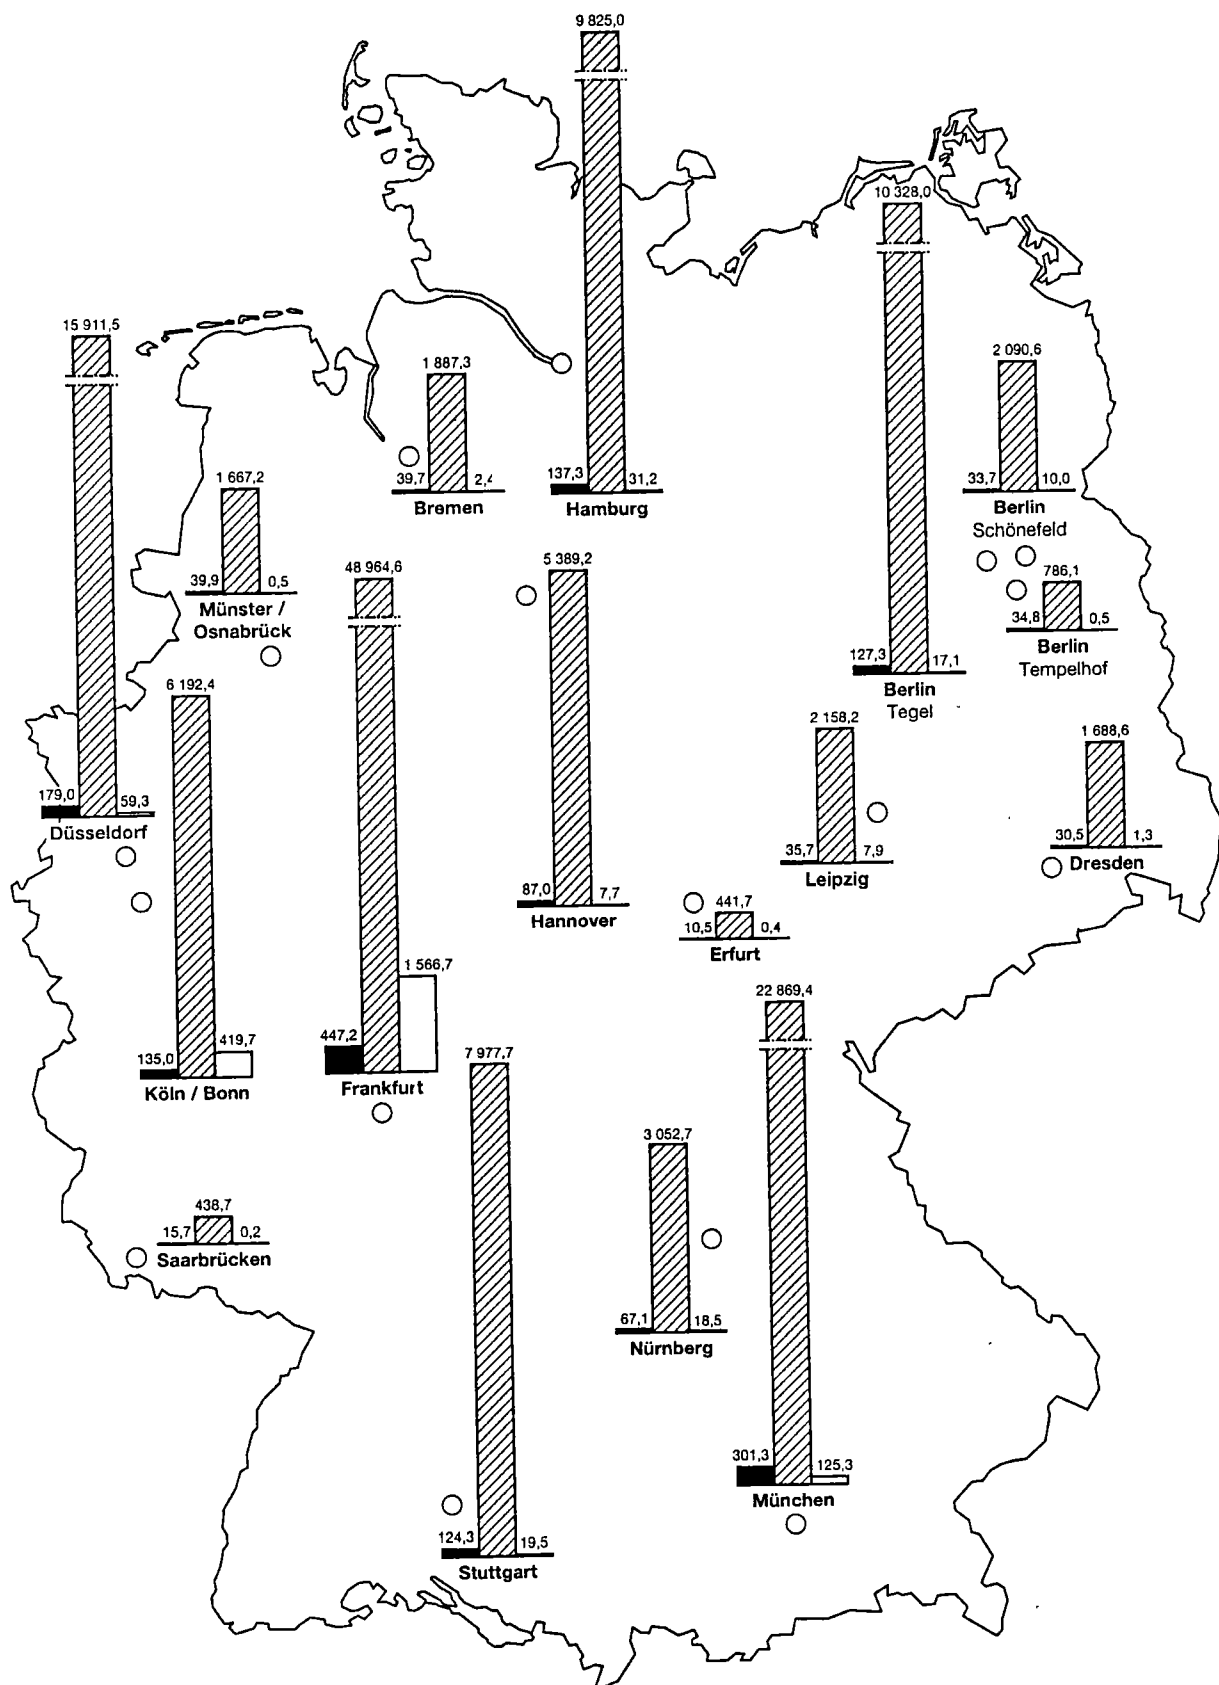 9 825,0
137,3
31,2
Hamburg
10 328,0
127,3
17,1
Berlin
Tegel
15 911,5
179,0
59,3
Düsseldorf
1 887,3
39,7
2,4
Bremen
2 090,6
33,7
10,0
Berlin
Schönefeld
1 667,2
39,9
0,5
Münster /
Osnabrück
48 964,6
447,2
1 566,7
Frankfurt
5 389,2
87,0
7,7
Hannover
786,1
34,8
0,5
Berlin
Tempelhof
6 192,4
135,0
419,7
Köln / Bonn
2 158,2
35,7
7,9
Leipzig
1 688,6
30,5
1,3
Dresden
441,7
10,5
0,4
Erfurt
22 869,4
301,3
125,3
München
7 977,7
124,3
19,5
Stuttgart
3 052,7
67,1
18,5
Nürnberg
438,7
15,7
0,2
Saarbrücken